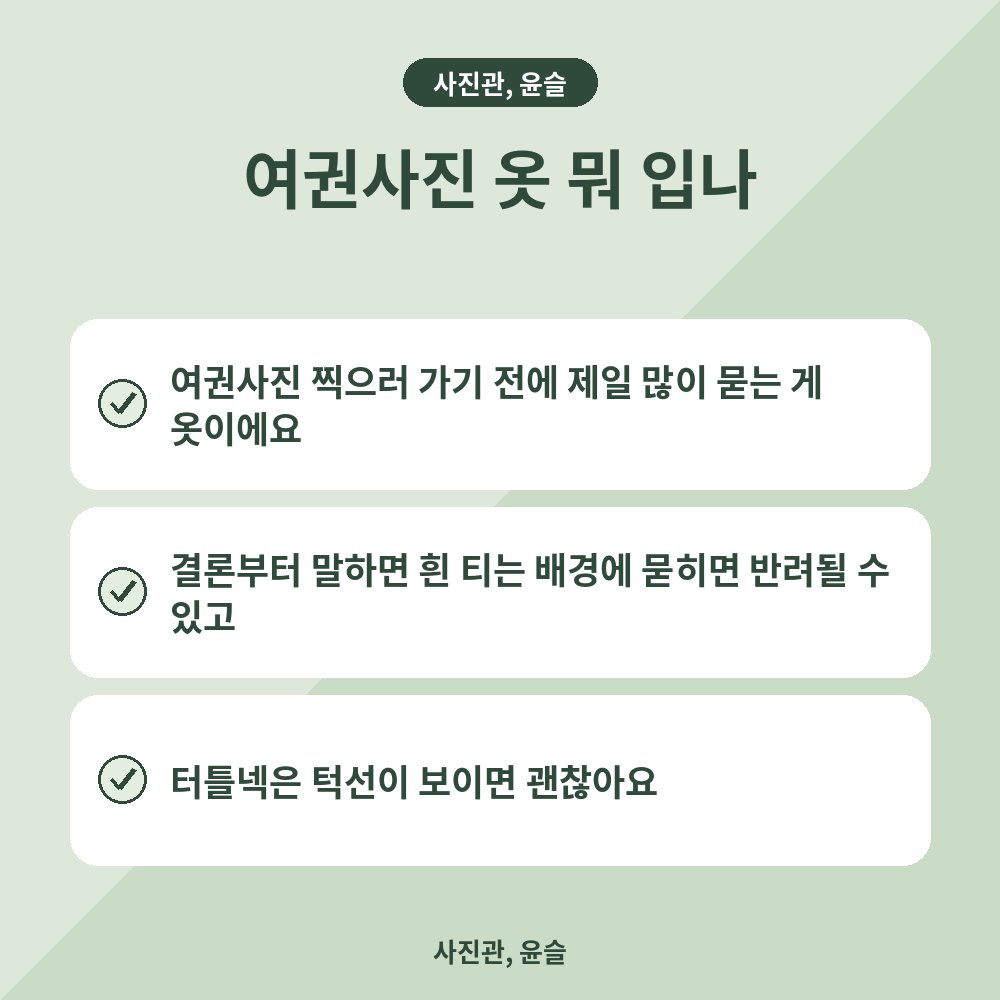 사진관, 윤슬
여권사진 옷 뭐 입나
여권사진 찍으러 가기 전에 제일 많이 묻는 게
옷이에요
결론부터 말하면 흰 티는 배경에 묻히면 반려될 수
있고
터틀넥은 턱선이 보이면 괜찮아요
사진관, 윤슬